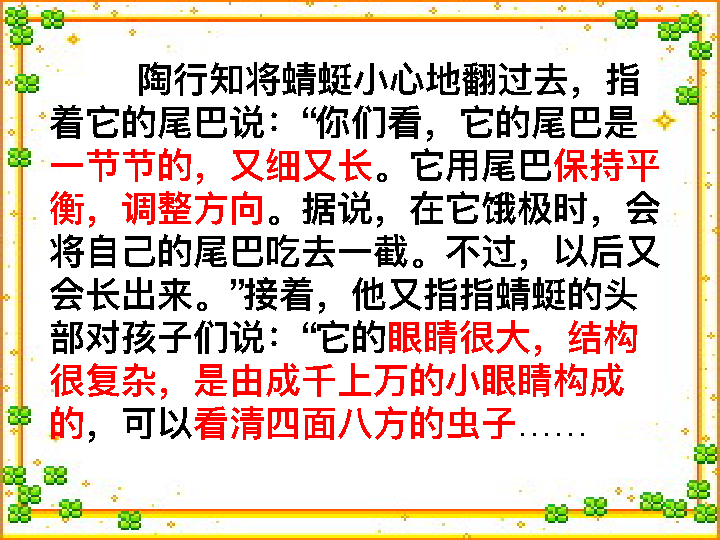 陶行知将蜻蜓小心地翻过去，指
着它的尾巴说：“你们看，它的尾巴是
一节节的，又细又长。它用尾巴保持平
衡，调整方向。据说，在它饿极时，会
将自己的尾巴吃去一截。不过，以后又
会长出来。”接着，他又指指蜻蜓的头
部对孩子们说：“它的眼睛很大，结构
很复杂，是由成千上万的小眼睛构成
的，可以看清四面八方的虫子……